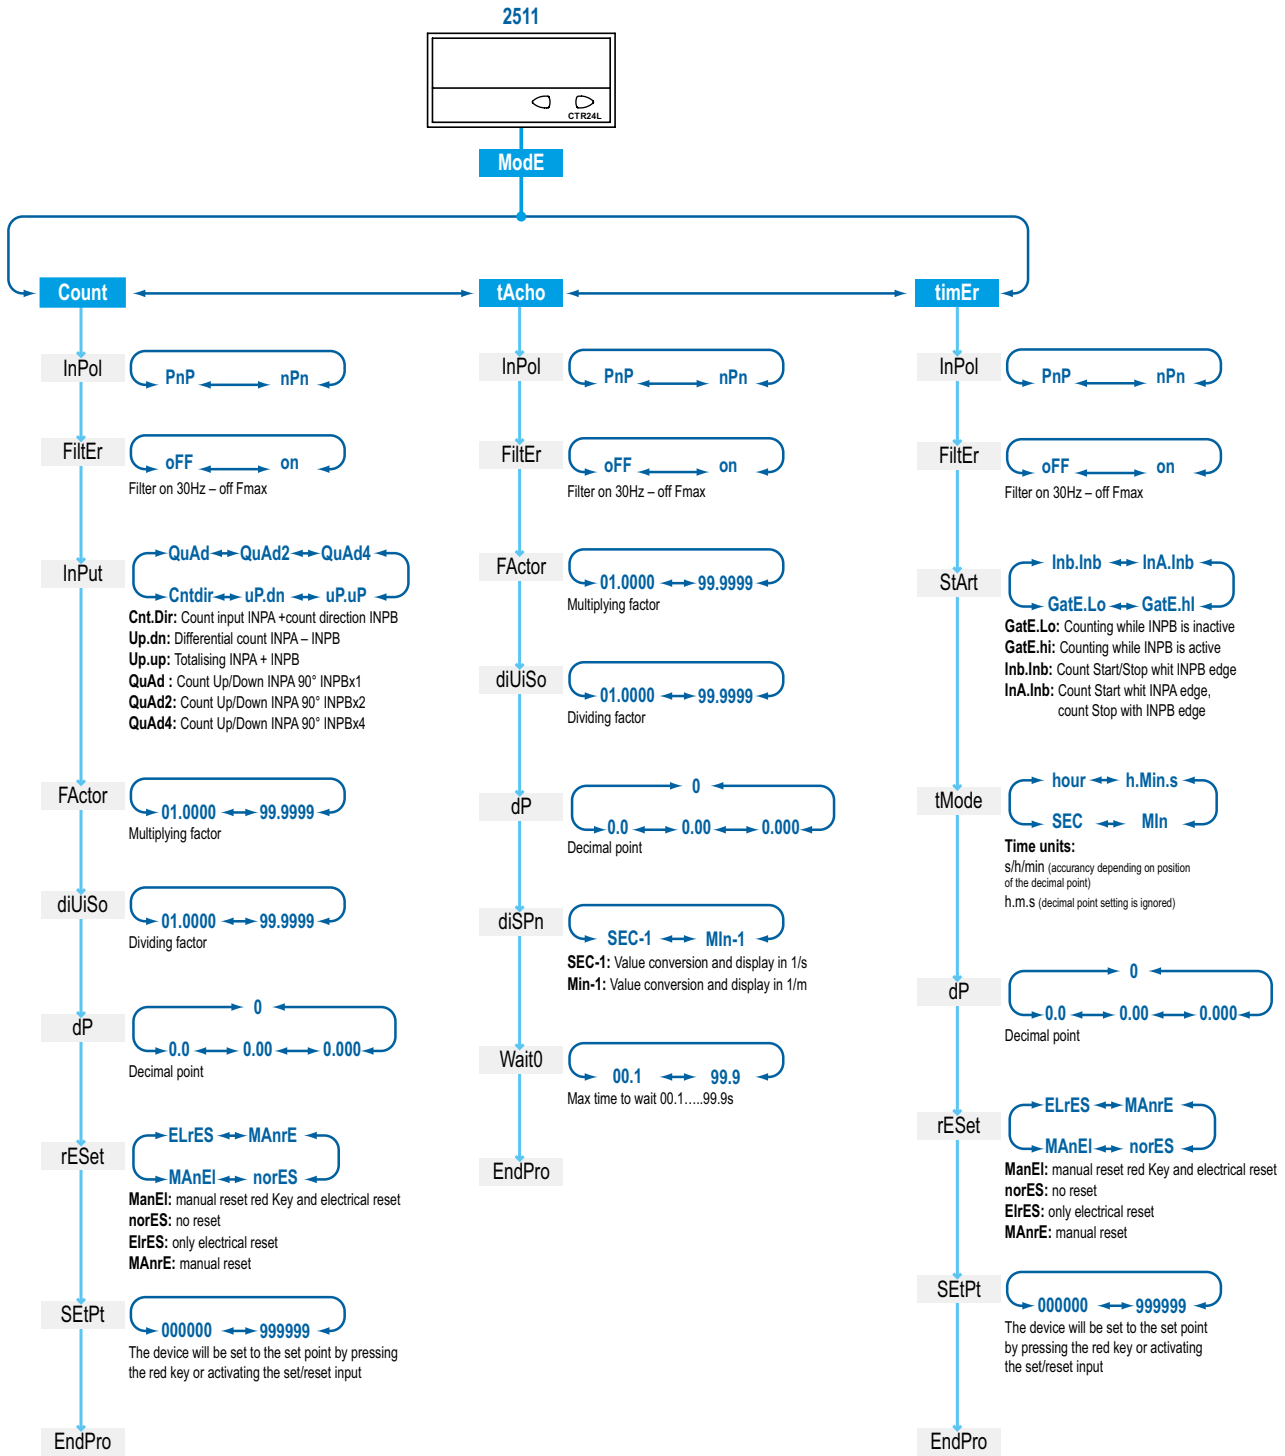 2511
CTR24L
ModE
Count
InPol
PnP nPn
FiltEr
oFF on
Filter on 30Hz – off Fmax
InPut
QuAd QuAd2 QuAd4
Cntdir uP.dn uP.uP
Cnt.Dir: Count input INPA +count direction INPB
Up.dn: Differential count INPA – INPB
Up.up: Totalising INPA + INPB
QuAd : Count Up/Down INPA 90° INPBx1
QuAd2: Count Up/Down INPA 90° INPBx2
QuAd4: Count Up/Down INPA 90° INPBx4
FActor
01.0000 99.9999
Multiplying factor
diUiSo
01.0000 99.9999
Dividing factor
dP
0
0.0 0.00 0.000
Decimal point
rESet
ELrES MAnrE
MAnEl norES
ManEl: manual reset red Key and electrical reset
norES: no reset
ElrES: only electrical reset
MAnrE: manual reset
SEtPt
000000 999999
The device will be set to the set point by pressing
the red key or activating the set/reset input
EndPro
tAcho
InPol
PnP nPn
FiltEr
oFF on
Filter on 30Hz – off Fmax
FActor
01.0000 99.9999
Multiplying factor
diUiSo
01.0000 99.9999
Dividing factor
dP
0
0.0 0.00 0.000
Decimal point
diSPn
SEC-1 MIn-1
SEC-1: Value conversion and display in 1/s
Min-1: Value conversion and display in 1/m
Wait0
00.1 99.9
Max time to wait 00.1.....99.9s
EndPro
timEr
InPol
PnP nPn
FiltEr
oFF on
Filter on 30Hz – off Fmax
StArt
Inb.Inb InA.Inb
GatE.Lo GatE.hI
GatE.Lo: Counting while INPB is inactive
GatE.hi: Counting while INPB is active
Inb.Inb: Count Start/Stop whit INPB edge
InA.Inb: Count Start whit INPA edge,
count Stop with INPB edge
tMode
hour h.Min.s
SEC MIn
Time units:
s/h/min (accurancy depending on position
of the decimal point)
h.m.s (decimal point setting is ignored)
dP
0
0.0 0.00 0.000
Decimal point
rESet
ELrES MAnrE
MAnEl norES
ManEl: manual reset red Key and electrical reset
norES: no reset
ElrES: only electrical reset
MAnrE: manual reset
SEtPt
000000 999999
The device will be set to the set point
by pressing the red key or activating
the set/reset input
EndPro